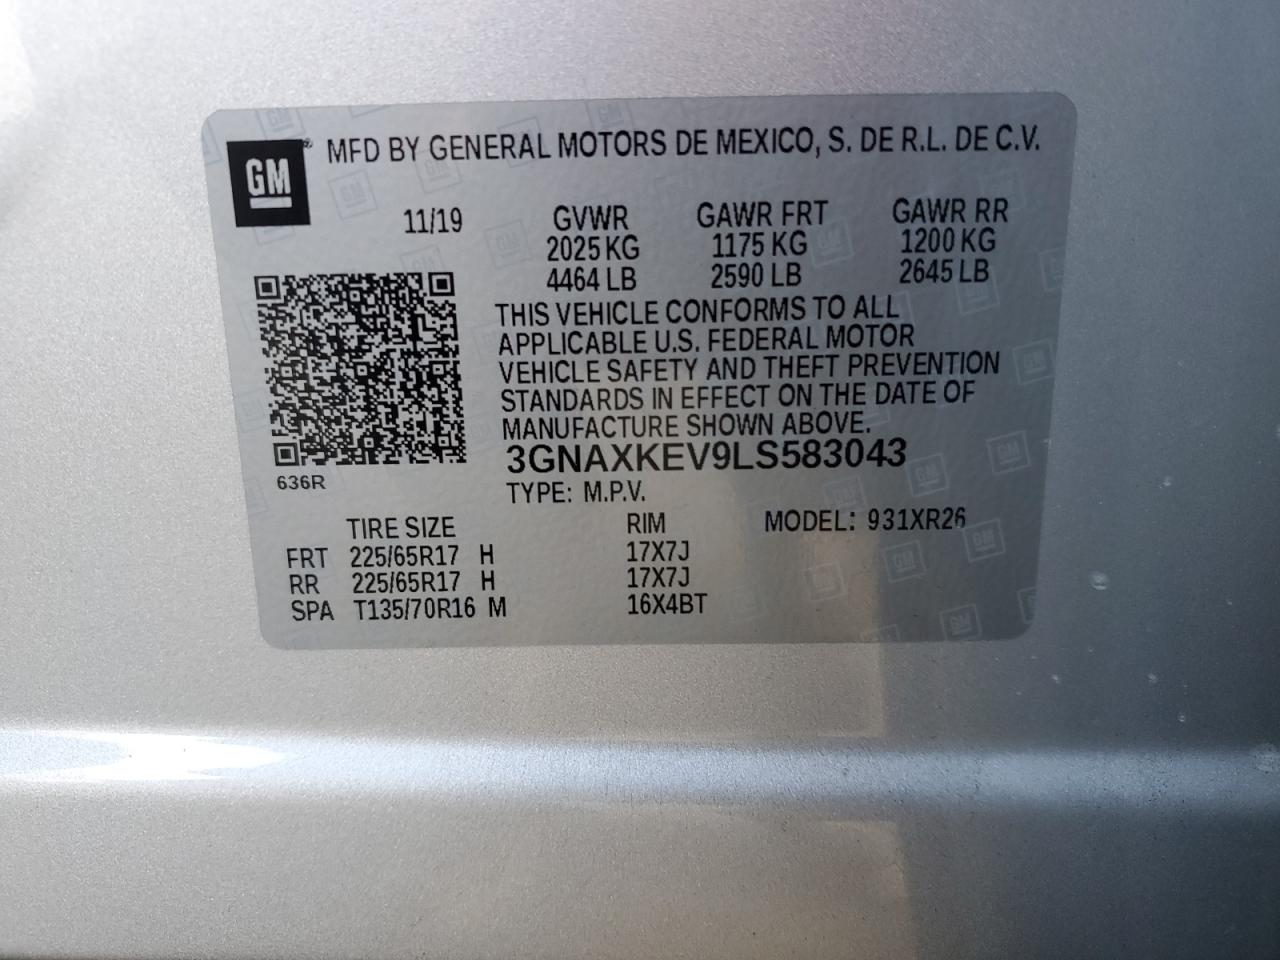 GM ® MFD BY GENERAL MOTORS DE MEXICO, S. DE R.L. DE C.V.
11/19 GVWR GAWR FRT GAWR RR
2025 KG 1175 KG 1200 KG
4464 LB 2590 LB 2645 LB
THIS VEHICLE CONFORMS TO ALL
APPLICABLE U.S. FEDERAL MOTOR
VEHICLE SAFETY AND THEFT PREVENTION
STANDARDS IN EFFECT ON THE DATE OF
MANUFACTURE SHOWN ABOVE.
3GNAXKEV9LS583043
636R
TYPE: M.P.V.
TIRE SIZE RIM MODEL: 931XR26
FRT 225/65R17 H 17X7J
RR 225/65R17 H 17X7J
SPA T135/70R16 M 16X4BT